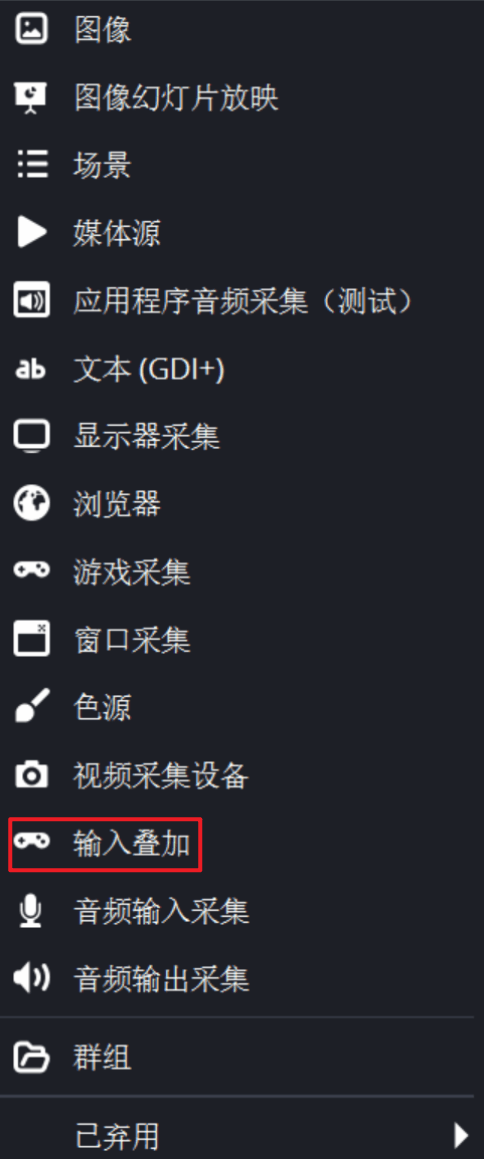 图像
图像幻灯片放映
场景
媒体源
应用程序音频采集（测试）
ab 文本 (GDI+)
显示器采集
浏览器
游戏采集
窗口采集
色源
视频采集设备
输入叠加
音频输入采集
音频输出采集
群组
已弃用